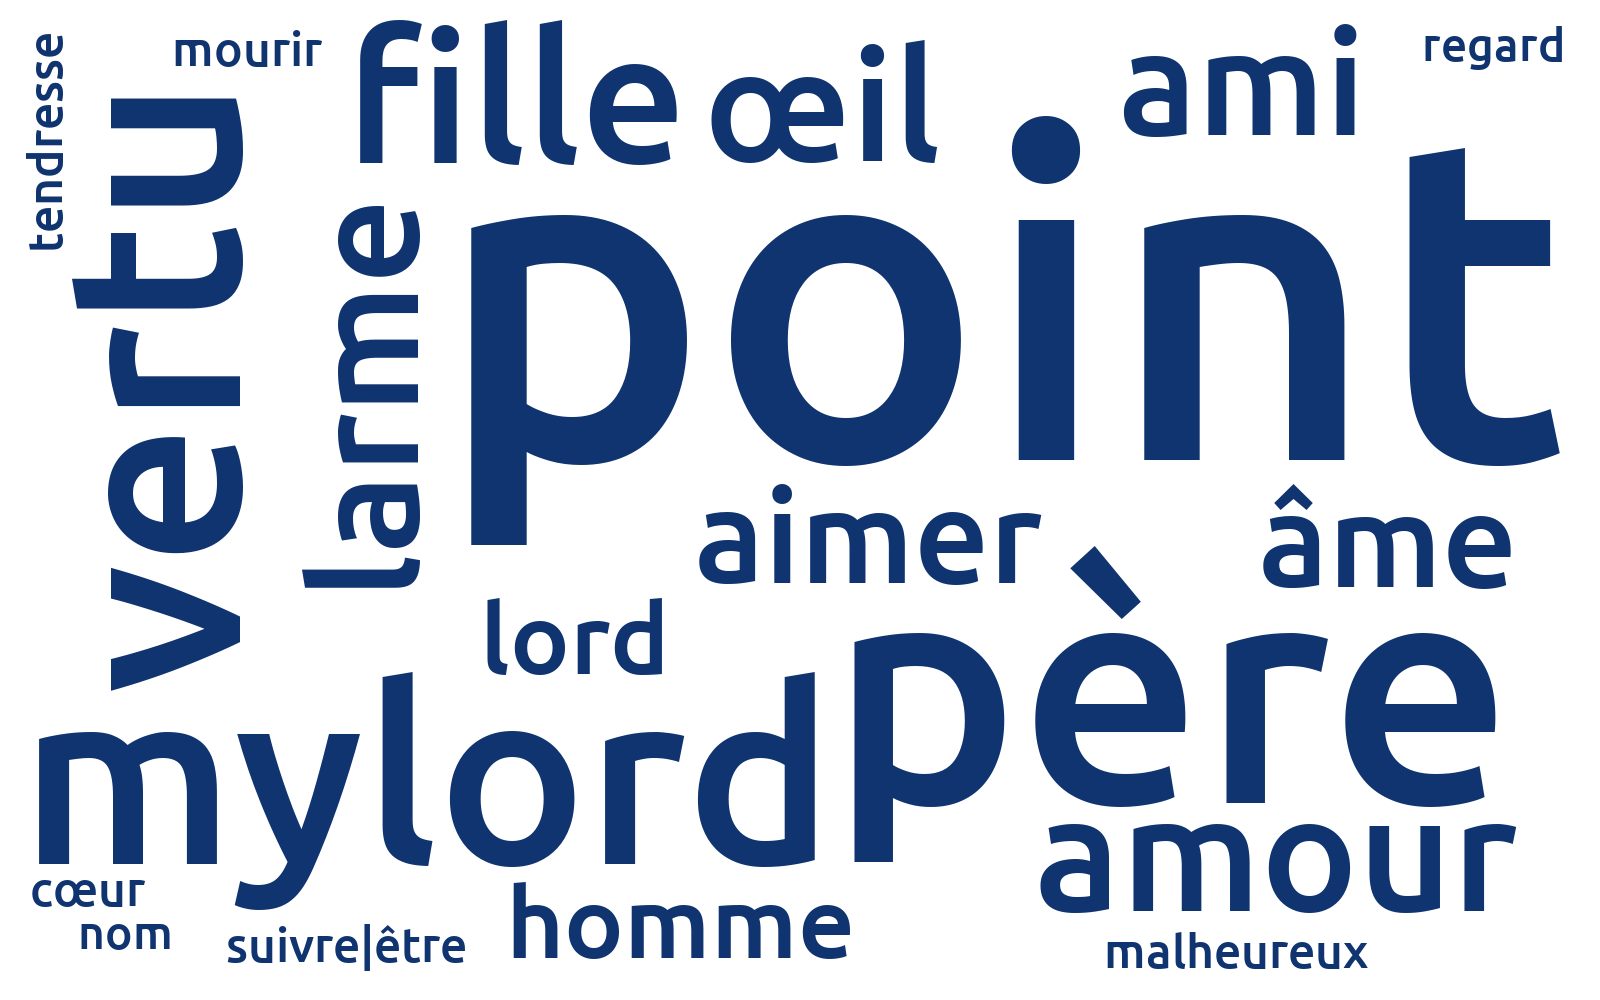 tendresse
mourir
fille
œil
ami
regard
vertu
larme
point
aimer
âme
lord
père
mylord
amour
cœur
nom
suivre|être
homme
malheureux